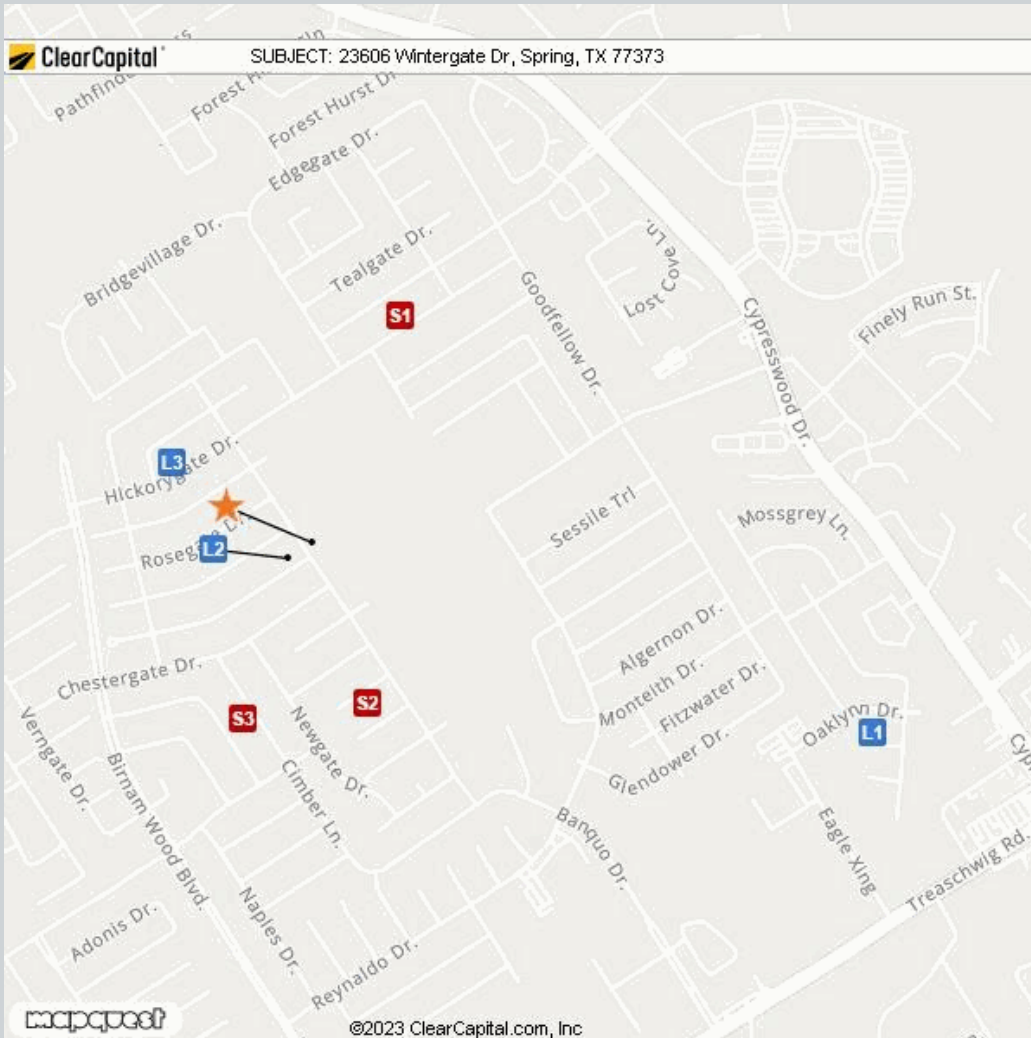 ClearCapital
SUBJECT: 23606 Wintergate Dr, Spring, TX 77373
Forest Hurst Dr.
Edgegate Dr.
Bridgevillage Dr.
Tealgate Dr.
Lost Cove Ln.
Goodfellow Dr.
Cypresswood Dr.
Finely Run St.
S1
L3
Hickorygate Dr.
Sessile Trl
Mossgrey Ln.
L2
Algernon Dr.
Monteith Dr.
Fitzwater Dr.
Glendower Dr.
Oaklynn Dr.
L1
Chestergate Dr.
S3
S2
Verngate Dr.
Newgate Dr.
Birnam Wood Blvd.
Cimber Ln.
Banquo Dr.
Eagle Xing
Treaschwig Rd.
Naples Dr.
Adonis Dr.
Reynaldo Dr.
mapquest
©2023 ClearCapital.com, Inc